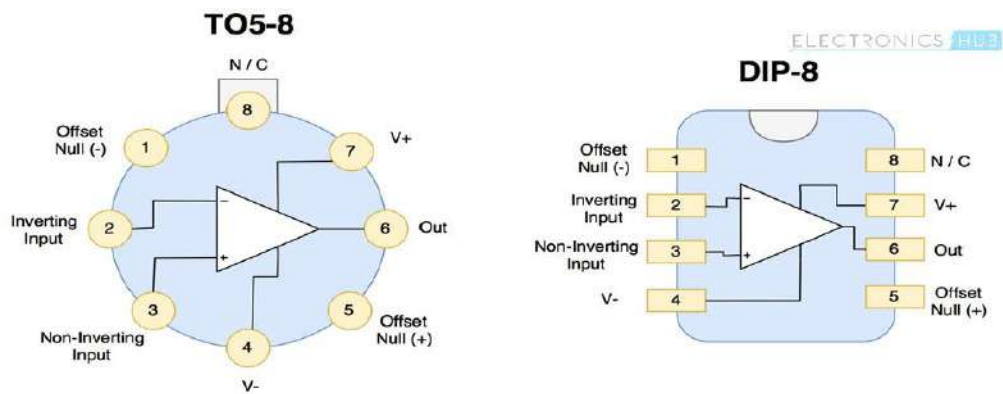 TO5-8
N / C
8
Offset
Null (-)
1
7
V+
Inverting
Input
2
−
6
Out
+
3
Non-Inverting
Input
4
V-
5
Offset
Null (+)
ELECTRONICS HUB
DIP-8
Offset
Null (-)
1
8
N / C
Inverting
Input
2
−
7
V+
Non-Inverting
Input
3
+
6
Out
V-
4
5
Offset
Null (+)